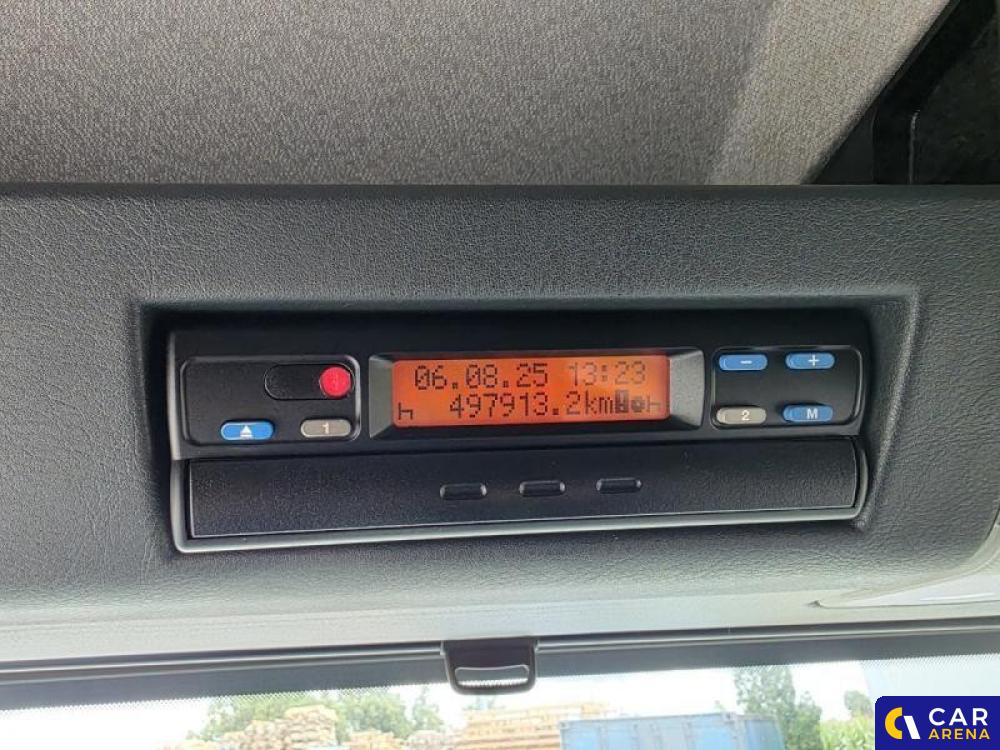 06.08.25 13:23
497913.2km
1
2
- +
M
CAR
ARENA